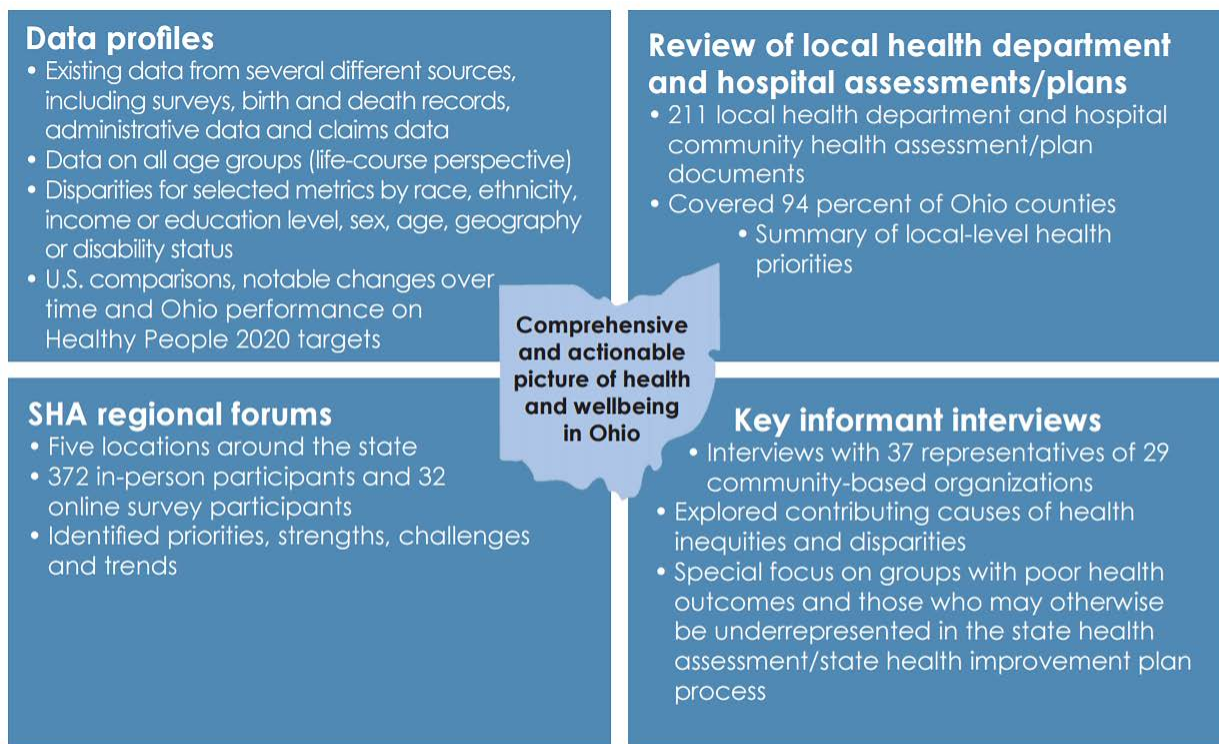 Data profiles
• Existing data from several different sources,
including surveys, birth and death records,
administrative data and claims data
• Data on all age groups (life-course perspective)
• Disparities for selected metrics by race, ethnicity,
income or education level, sex, age, geography
or disability status
• U.S. comparisons, notable changes over
time and Ohio performance on
Healthy People 2020 targets
Review of local health department
and hospital assessments/plans
• 211 local health department and hospital
community health assessment/plan
documents
• Covered 94 percent of Ohio counties
• Summary of local-level health
priorities
Comprehensive
and actionable
picture of health
and wellbeing
in Ohio
SHA regional forums
• Five locations around the state
• 372 in-person participants and 32
online survey participants
• Identified priorities, strengths, challenges
and trends
Key informant interviews
• Interviews with 37 representatives of 29
community-based organizations
• Explored contributing causes of health
inequities and disparities
• Special focus on groups with poor health
outcomes and those who may otherwise
be underrepresented in the state health
assessment/state health improvement plan
process